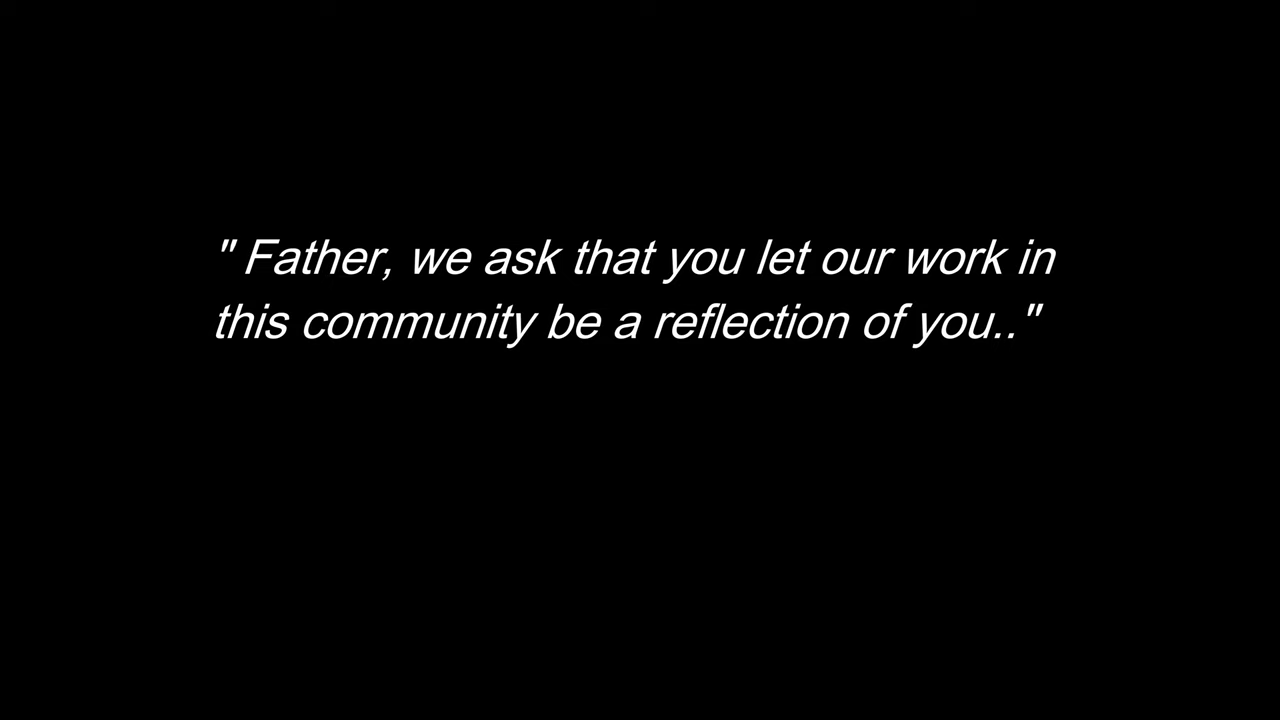 " Father, we ask that you let our work in
this community be a reflection of you.."